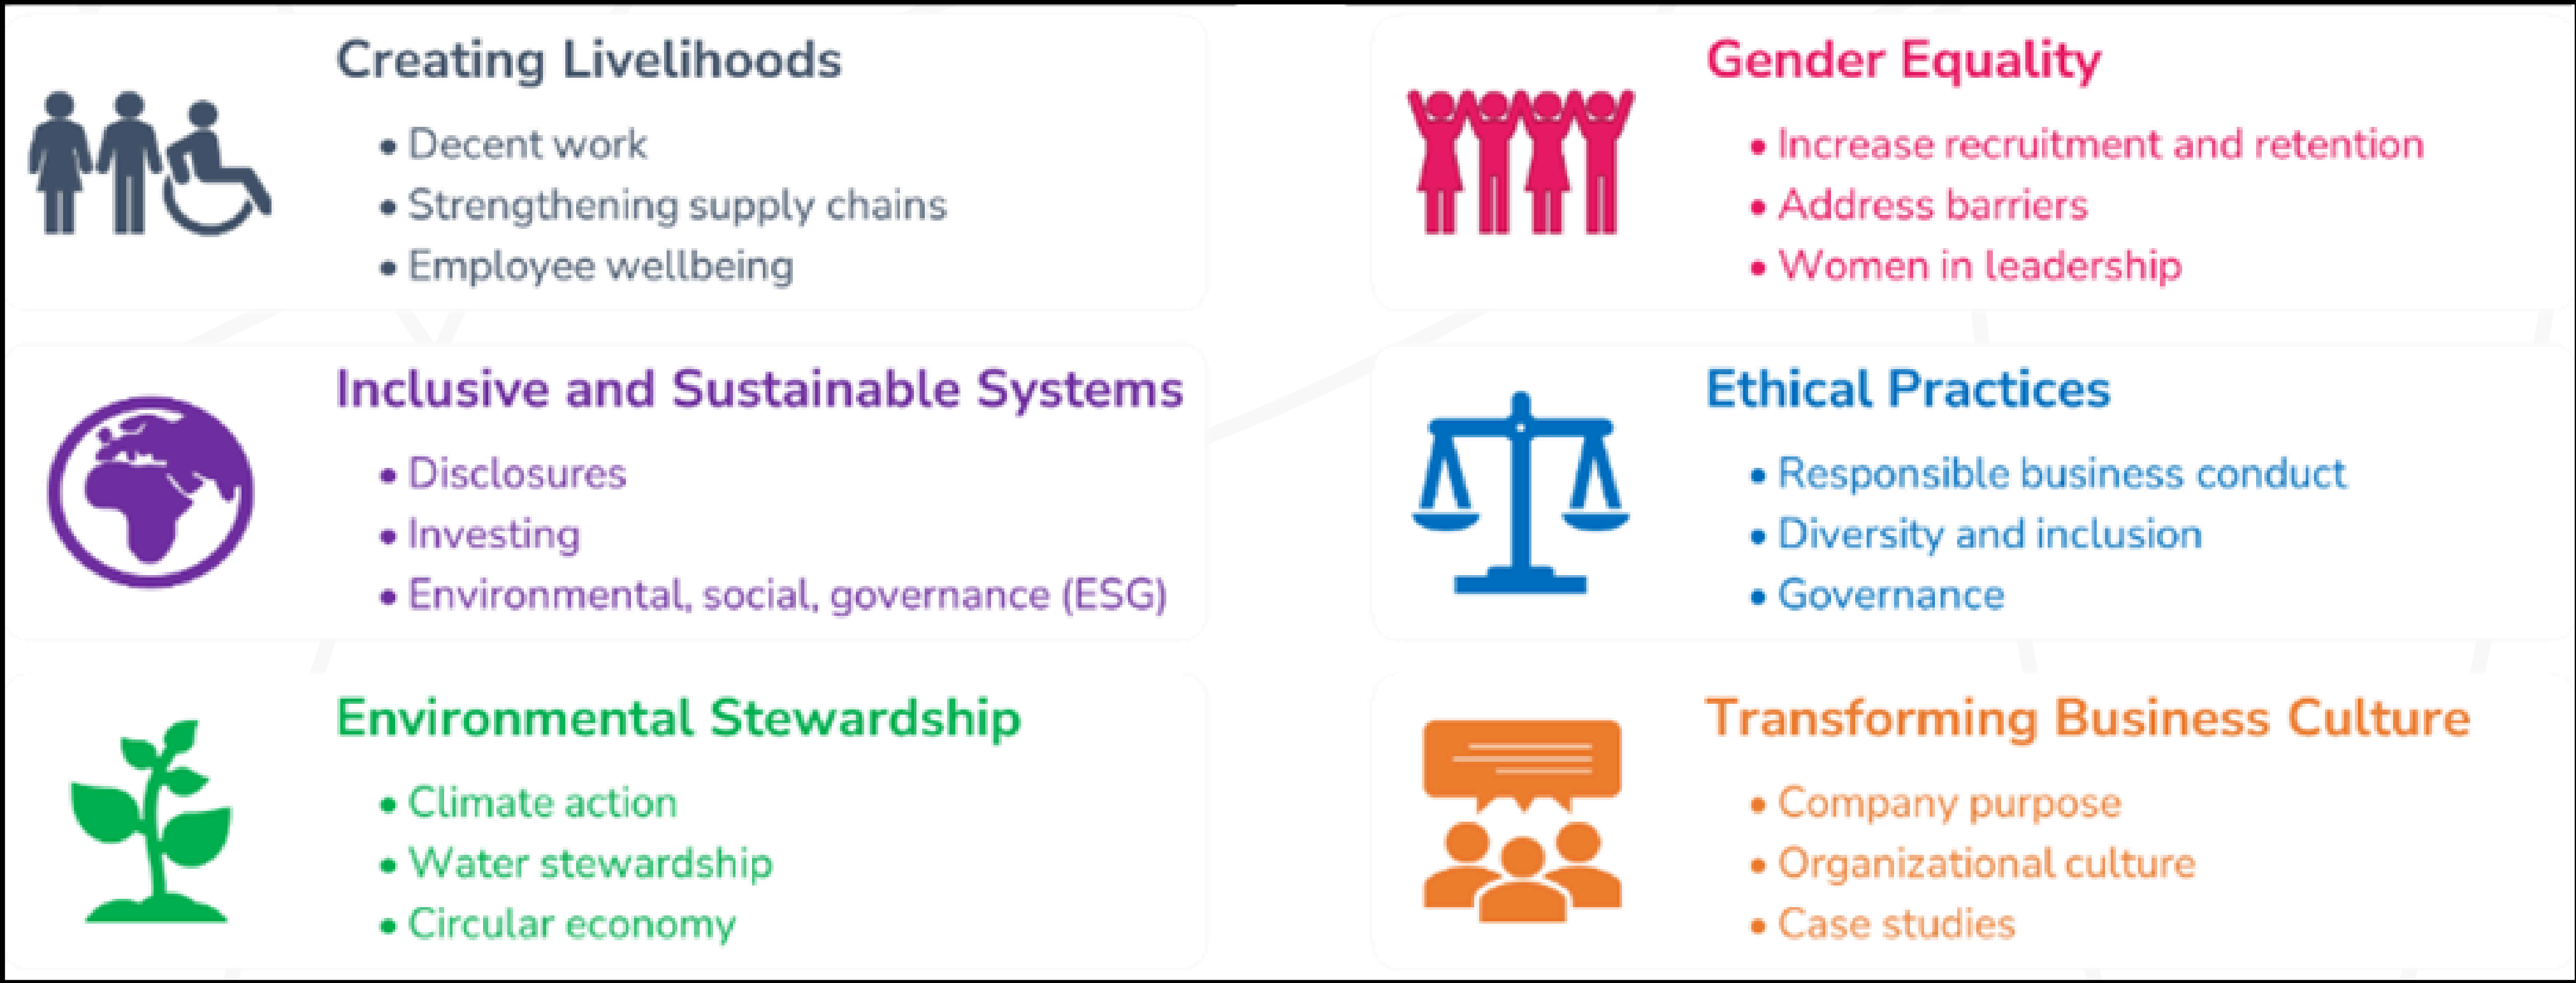 Creating Livelihoods
• Decent work
• Strengthening supply chains
• Employee wellbeing
Gender Equality
• Increase recruitment and retention
• Address barriers
• Women in leadership
Inclusive and Sustainable Systems
• Disclosures
• Investing
• Environmental, social, governance (ESG)
Ethical Practices
• Responsible business conduct
• Diversity and inclusion
• Governance
Environmental Stewardship
• Climate action
• Water stewardship
• Circular economy
Transforming Business Culture
• Company purpose
• Organizational culture
• Case studies